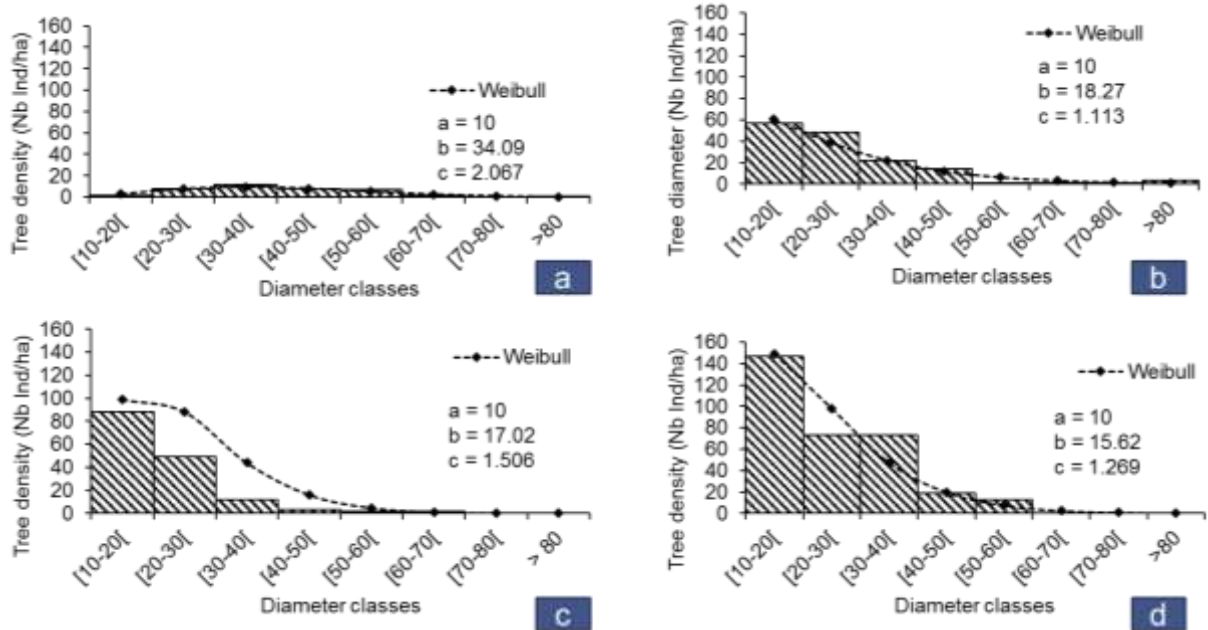 Tree density (Nb Ind/ha)
160
140
120
100
80
60
40
20
0
Weibull
a = 10
b = 34.09
c = 2.067
[10-20[
[20-30[
[30-40[
[40-50[
[50-60[
[60-70[
[70-80[
>80
Diameter classes
a
Tree diameter (Nb Ind/ha)
160
140
120
100
80
60
40
20
0
Weibull
a = 10
b = 18.27
c = 1.113
[10-20[
[20-30[
[30-40[
[40-50[
[50-60[
[60-70[
[70-80[
>80
Diameter classes
b
Tree density (Nb Ind/ha)
160
140
120
100
80
60
40
20
0
Weibull
a = 10
b = 17.02
c = 1.506
[10-20[
[20-30[
[30-40[
[40-50[
[50-60[
[60-70[
[70-80[
> 80
Diameter classes
c
Tree density (Nb Ind/ha)
160
140
120
100
80
60
40
20
0
Weibull
a = 10
b = 15.62
c = 1.269
[10-20[
[20-30[
[30-40[
[40-50[
[50-60[
[60-70[
[70-80[
>80
Diameter classes
d